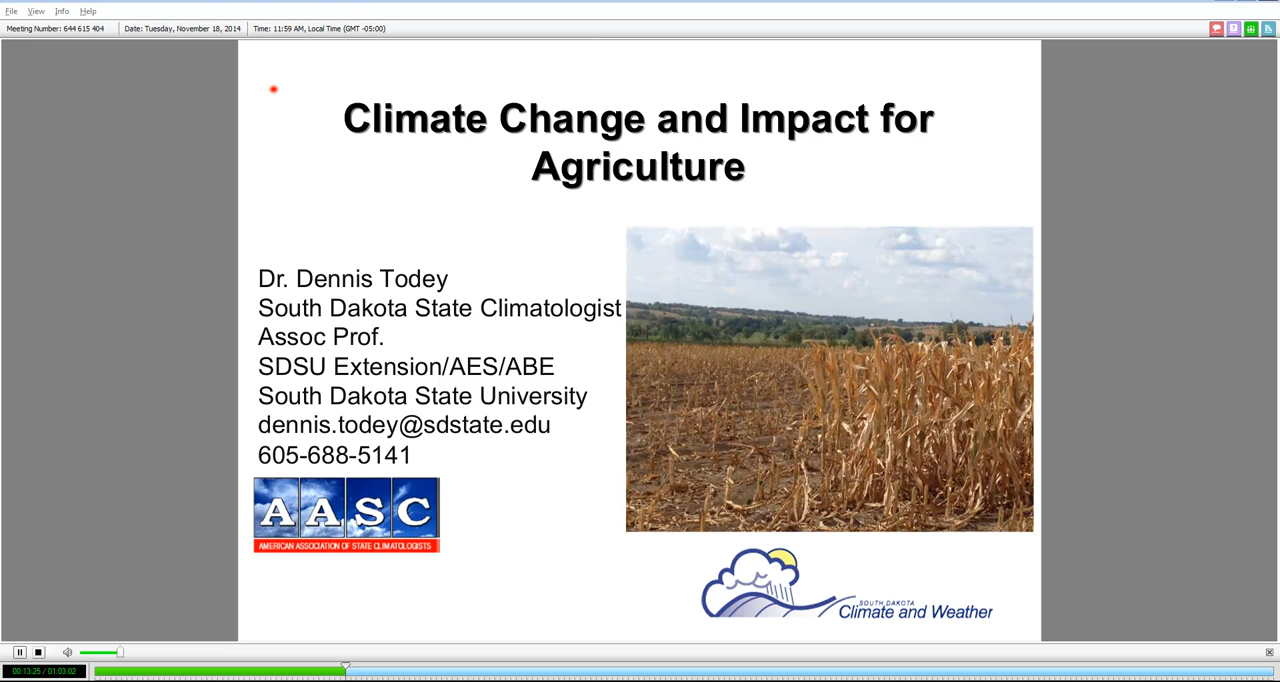 File View Info Help
Meeting Number: 644 615 404 Date: Tuesday, November 18, 2014 Time: 11:59 AM, Local Time (GMT -05:00)
Climate Change and Impact for
Agriculture
Dr. Dennis Todey
South Dakota State Climatologist
Assoc Prof.
SDSU Extension/AES/ABE
South Dakota State University
dennis.todey@sdstate.edu
605-688-5141
AASC
AMERICAN ASSOCIATION OF STATE CLIMATOLOGISTS
SOUTH DAKOTA
Climate and Weather
00:13:25 / 01:03:02